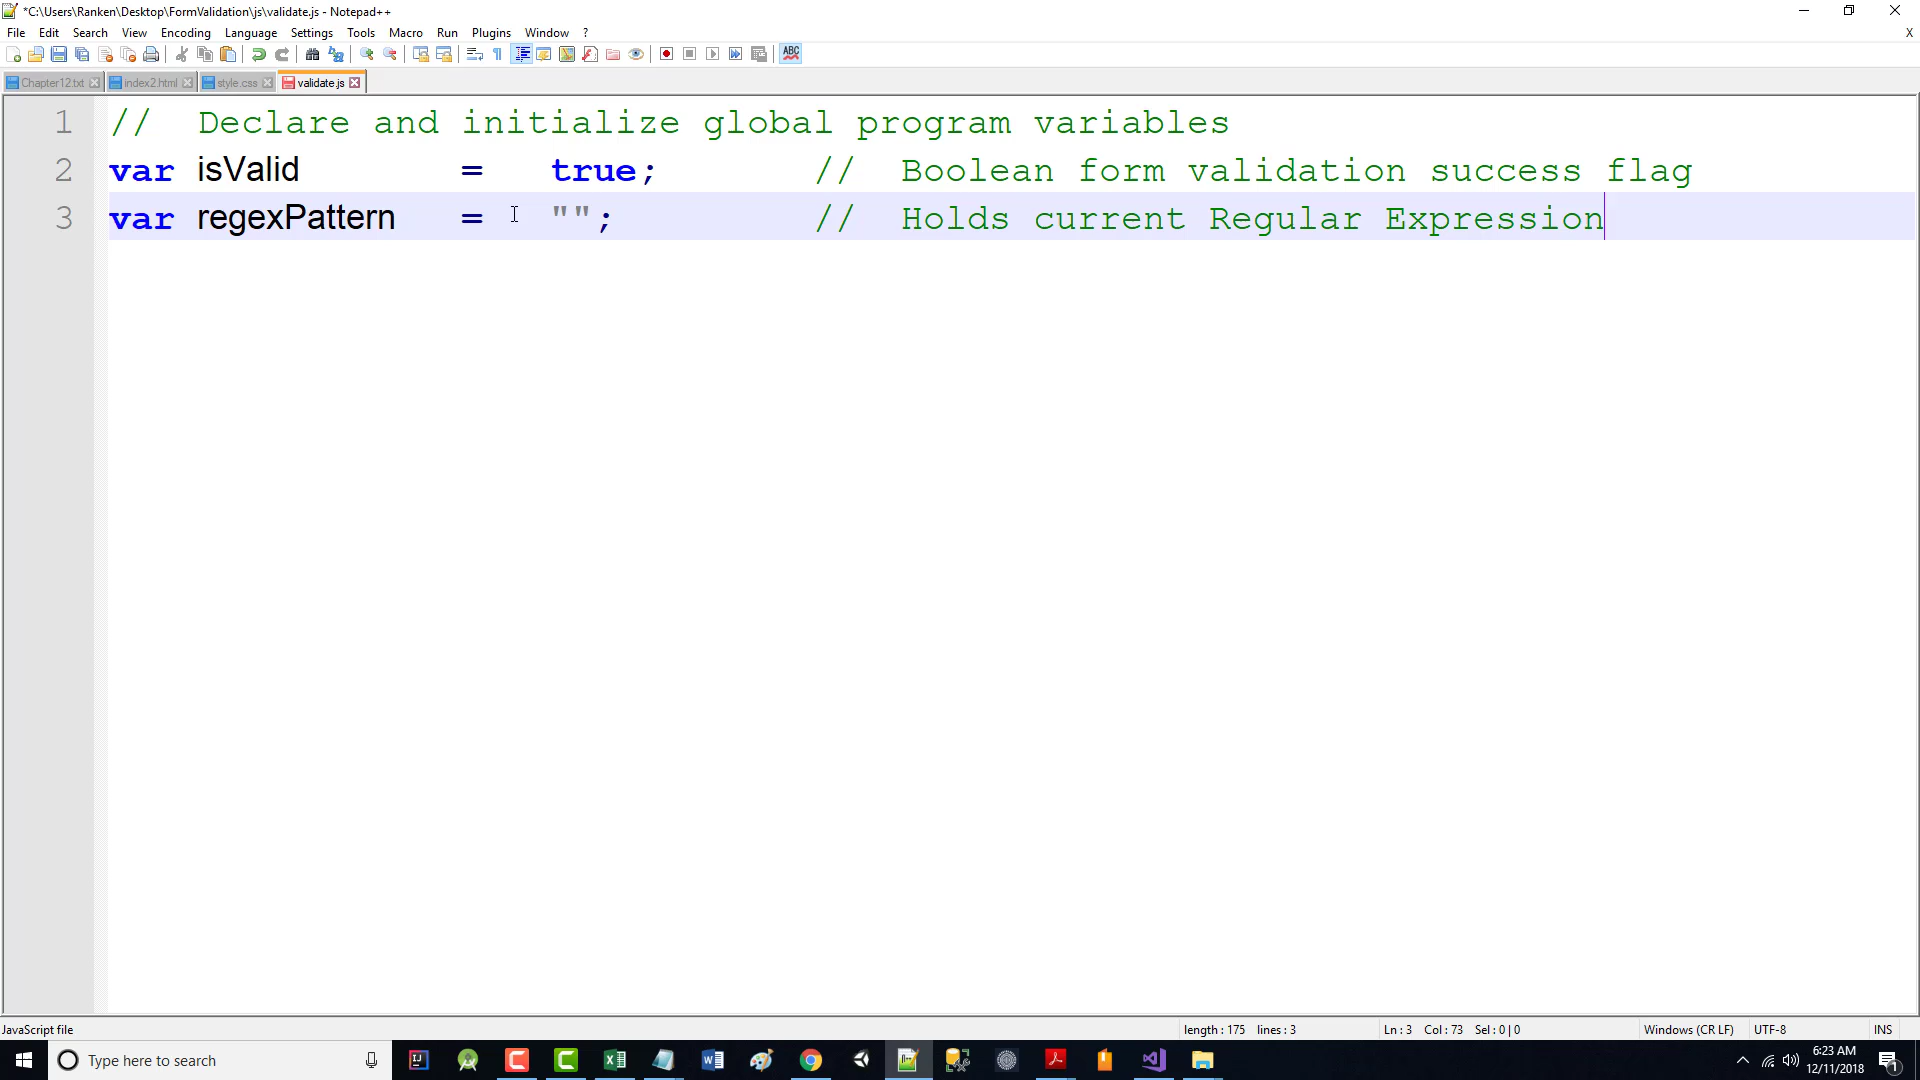 *C:\Users\Ranken\Desktop\FormValidation\js\validate.js - Notepad++
File Edit Search View Encoding Language Settings Tools Macro Run Plugins Window ? X
ABC
Chapter12.txt index2.html style.css validate.js
1 // Declare and initialize global program variables
2 var isValid = true; // Boolean form validation success flag
3 var regexPattern = ""; // Holds current Regular Expression
JavaScript file length : 175 lines : 3 Ln : 3 Col : 73 Sel : 0 | 0 Windows (CR LF) UTF-8 INS
Type here to search
6:23 AM
12/11/2018
1